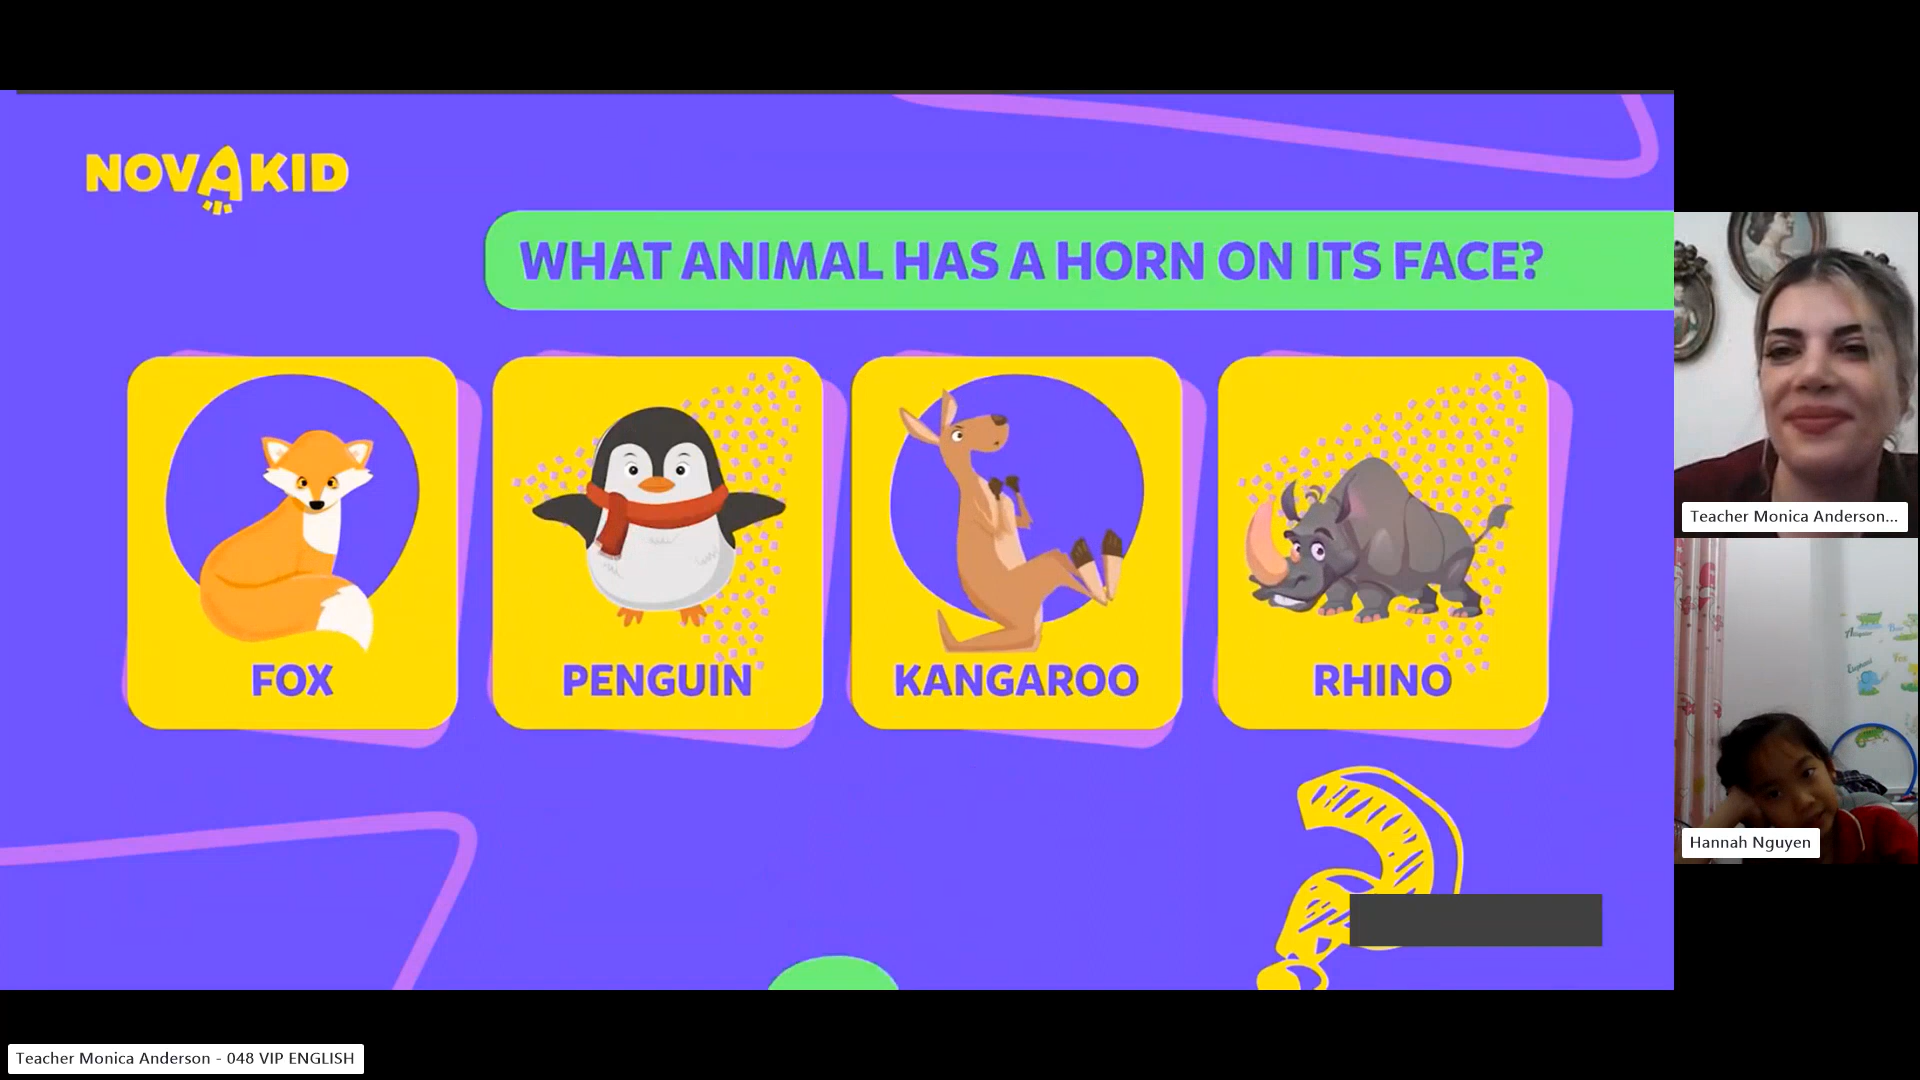 NOVAKID
WHAT ANIMAL HAS A HORN ON ITS FACE?
FOX
PENGUIN
KANGAROO
RHINO
Teacher Monica Anderson...
Elephant
Hannah Nguyen
Teacher Monica Anderson - 048 VIP ENGLISH